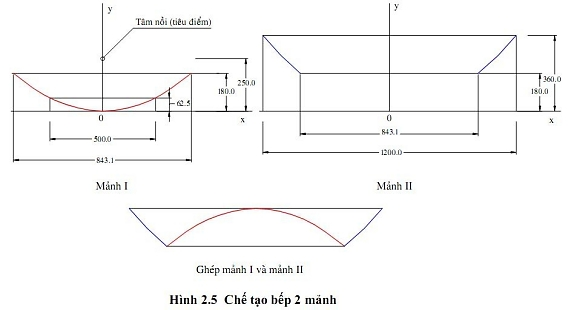 y
Tâm nồi (tiêu điểm)
250.0
180.0
62.5
0
x
500.0
843.1
Mảnh I
y
360.0
180.0
0
x
843.1
1200.0
Mảnh II
Ghép mảnh I và mảnh II
Hình 2.5 Chế tạo bếp 2 mảnh